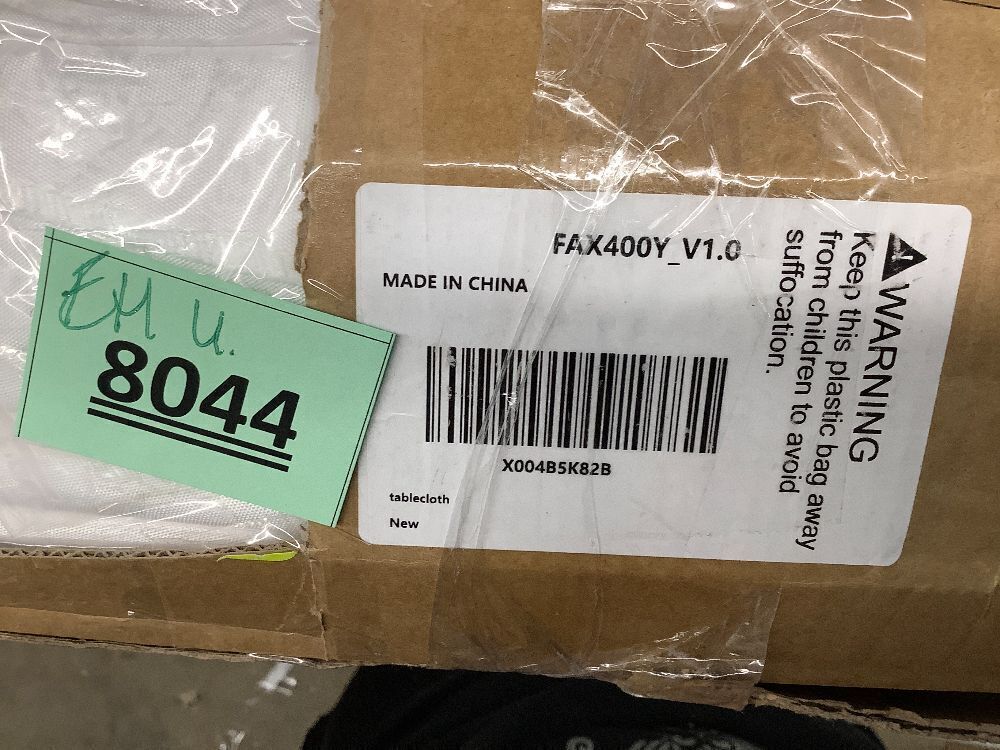 EH U.
8044
FAX400Y_V1.0
MADE IN CHINA
X004B5K82B
tablecloth
New
WARNING
Keep this plastic bag away
from children to avoid
suffocation.